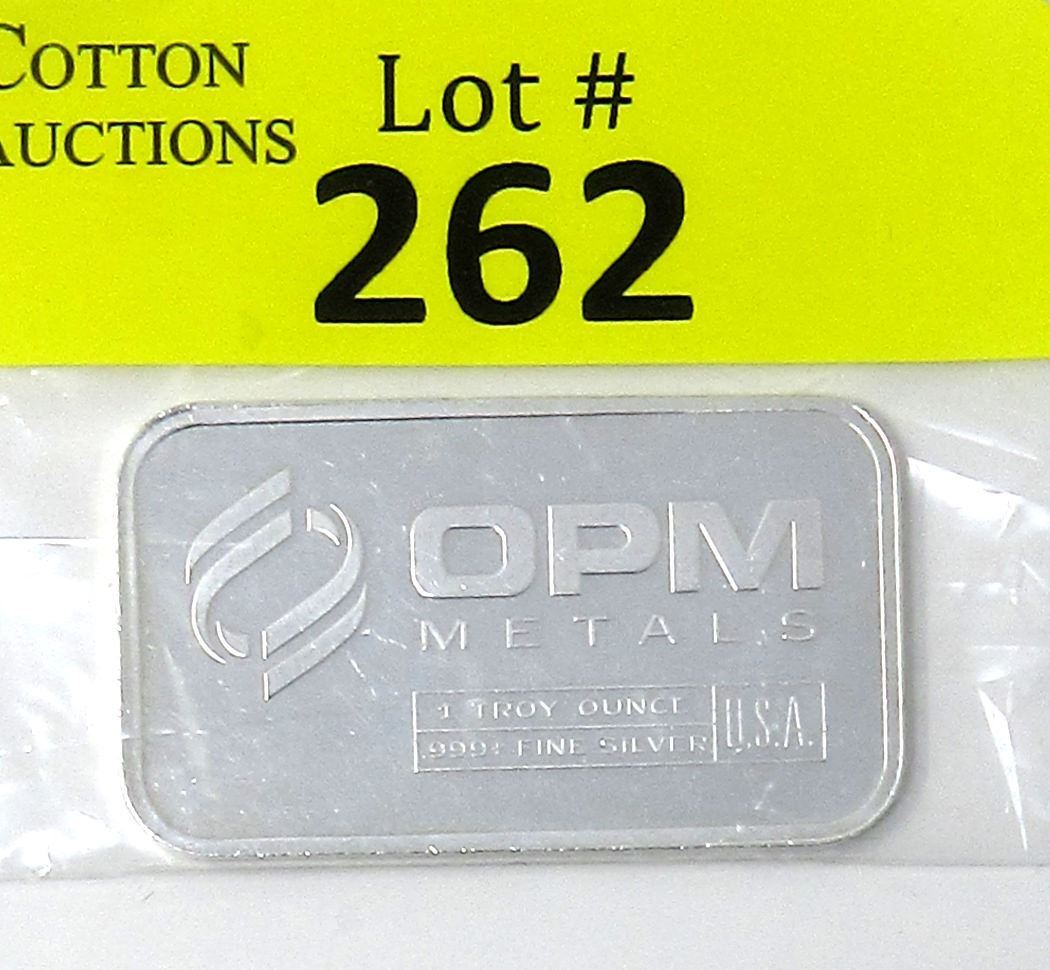 COTTON
AUCTIONS
Lot #
262
OPM
METALS
1 TROY OUNCE
.999+ FINE SILVER
U.S.A.